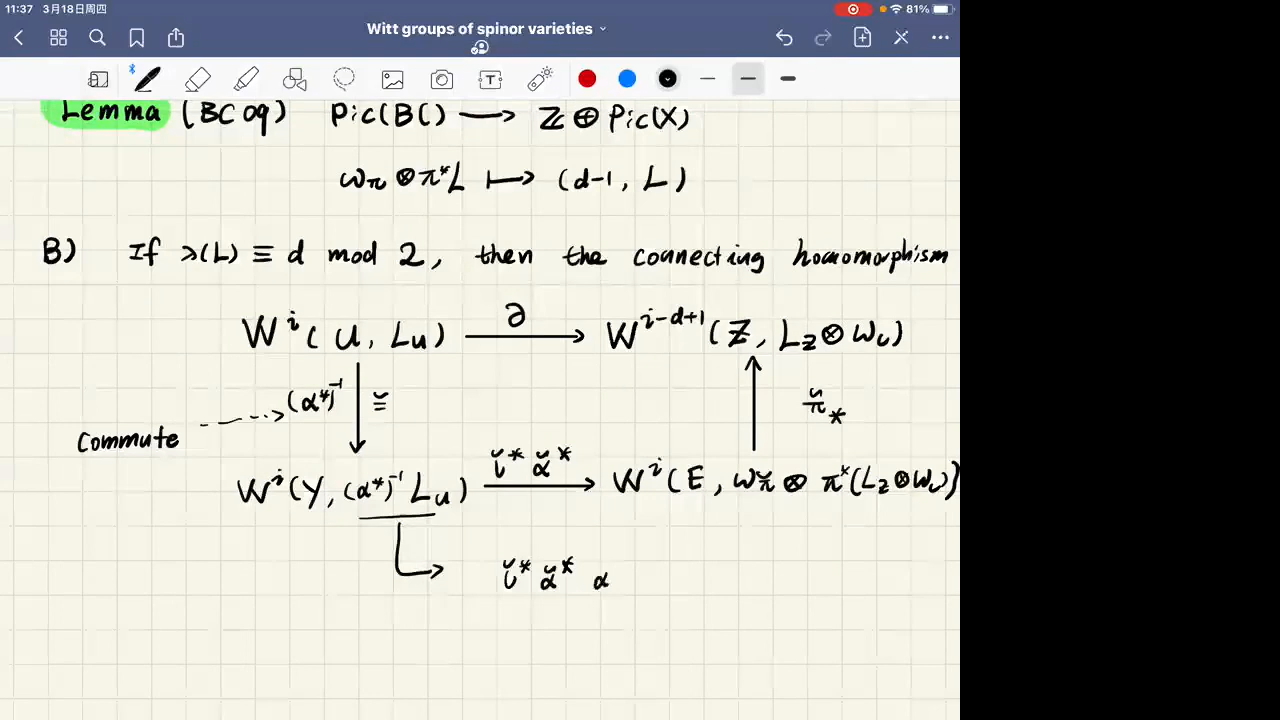 11:37 3月18日周四 81%
Witt groups of spinor varieties
Lemma (BC 09) Pic(Bl) ⟶ ℤ ⊕ Pic(X)
ω_π ⊗ π*L ⟼ (d-1, L)
B) If λ(L) ≡ d mod 2, then the connecting homomorphism
W^i(U, L_U) ⟶^∂ W^{i-d+1}(Z, L_Z ⊗ ω_ι)
Commute ⇢ (α*)^{-1} ≅ π̃_*
W^i(Y, (α*)^{-1} L_U) ⟶^{ι̃* α̃*} W^i(E, ω_π̃ ⊗ π̃*(L_Z ⊗ ω_ι))
ι̃* α̃* α